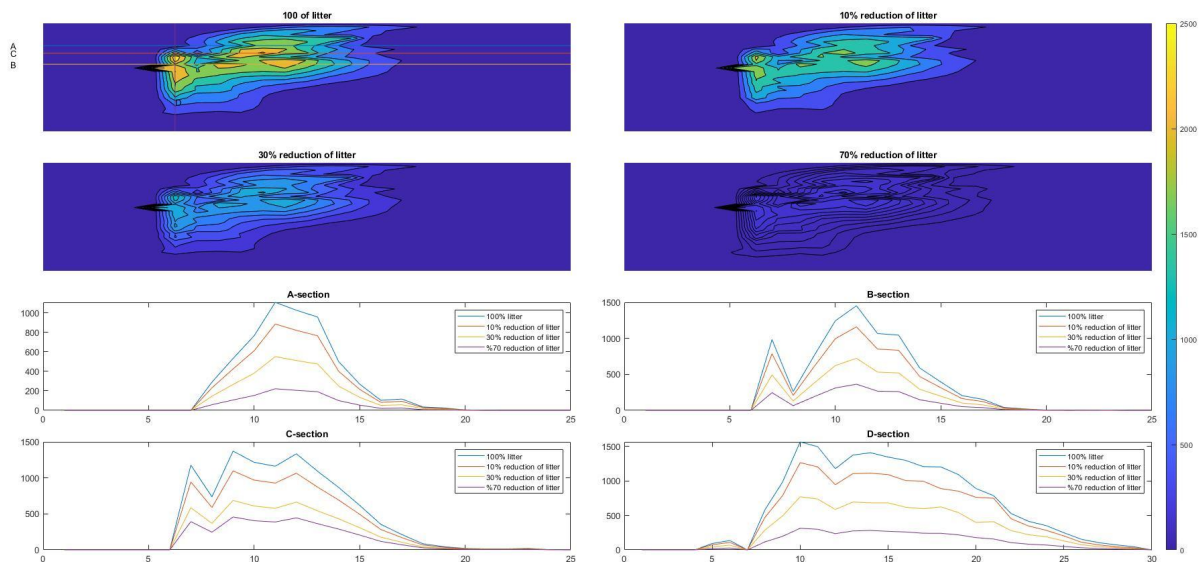 100 of litter
10% reduction of litter
A
C
B
D
30% reduction of litter
70% reduction of litter
2500
2000
1500
1000
500
0
A-section
1000
800
600
400
200
0
0 5 10 15 20 25
100% litter
10% reduction of litter
30% reduction of litter
%70 reduction of litter
B-section
1500
1000
500
0
0 5 10 15 20 25
100% litter
10% reduction of litter
30% reduction of litter
%70 reduction of litter
C-section
1500
1000
500
0
0 5 10 15 20 25
100% litter
10% reduction of litter
30% reduction of litter
%70 reduction of litter
D-section
1500
1000
500
0
0 5 10 15 20 25 30
100% litter
10% reduction of litter
30% reduction of litter
%70 reduction of litter